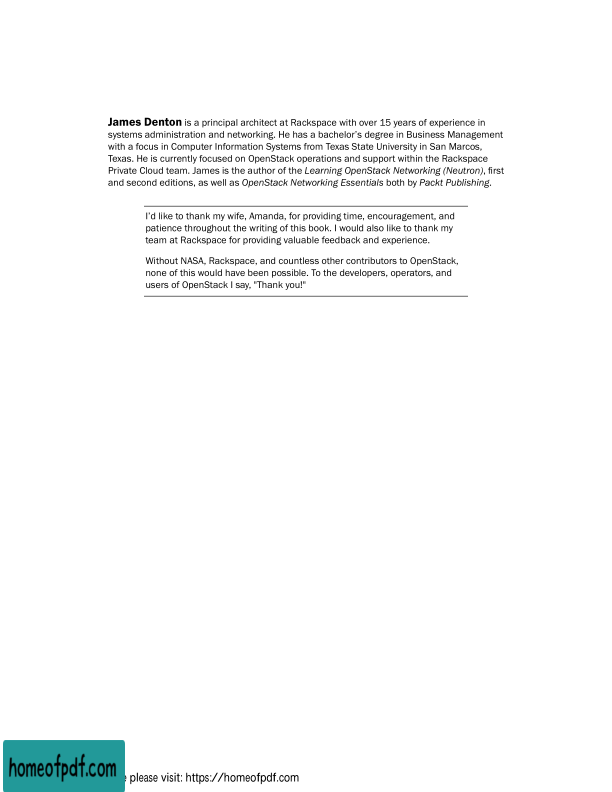 James Denton is a principal architect at Rackspace with over 15 years of experience in
systems administration and networking. He has a bachelor's degree in Business Management
with a focus in Computer Information Systems from Texas State University in San Marcos,
Texas. He is currently focused on OpenStack operations and support within the Rackspace
Private Cloud team. James is the author of the Learning OpenStack Networking (Neutron), first
and second editions, as well as OpenStack Networking Essentials both by Packt Publishing.
I'd like to thank my wife, Amanda, for providing time, encouragement, and
patience throughout the writing of this book. I would also like to thank my
team at Rackspace for providing valuable feedback and experience.
Without NASA, Rackspace, and countless other contributors to OpenStack,
none of this would have been possible. To the developers, operators, and
users of OpenStack I say, "Thank you!"
homeofpdf.com
please visit: https://homeofpdf.com